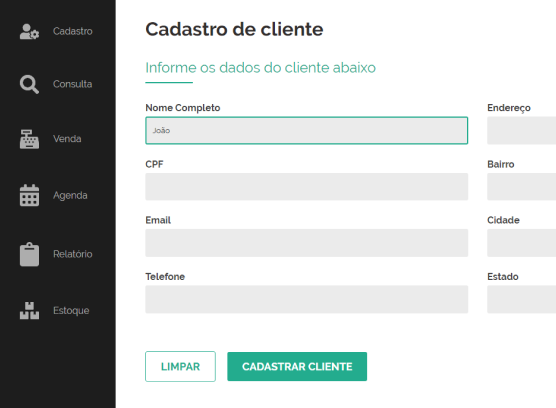 Cadastro
Consulta
Venda
Agenda
Relatório
Estoque
Cadastro de cliente
Informe os dados do cliente abaixo
Nome Completo
João
Endereço
CPF
Bairro
Email
Cidade
Telefone
Estado
LIMPAR
CADASTRAR CLIENTE